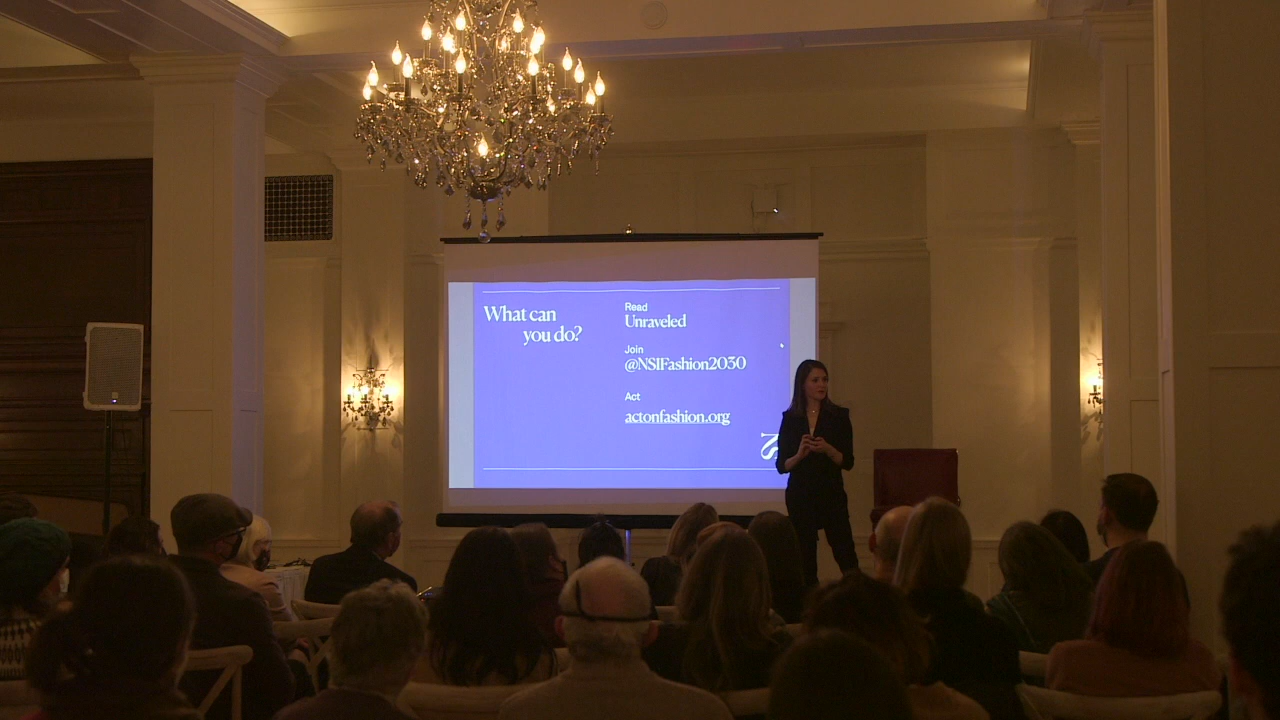 What can
you do?
Read
Unraveled
Join
@NSIFashion2030
Act
actonfashion.org